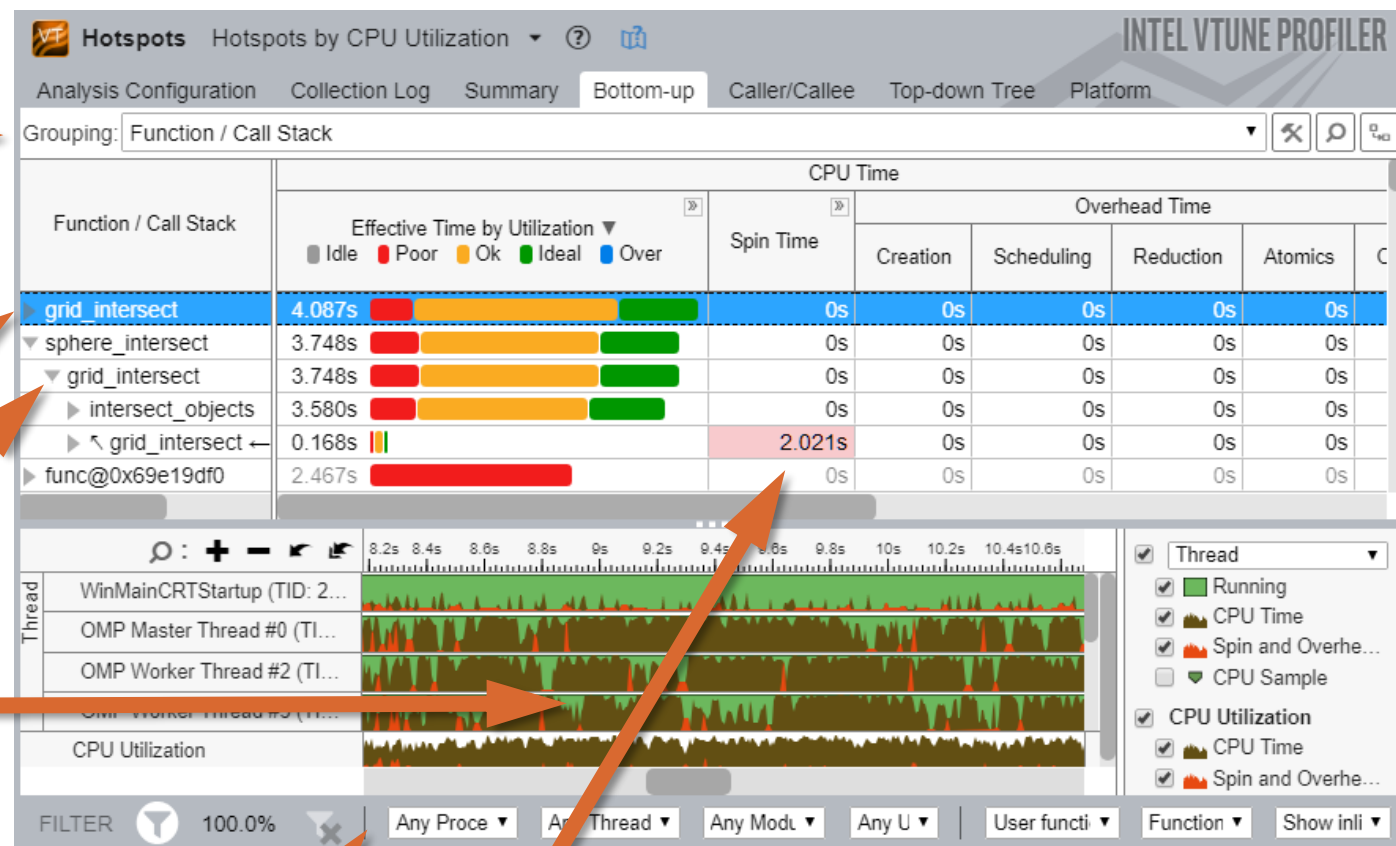 Hotspots Hotspots by CPU Utilization ?
INTEL VTUNE PROFILER
Analysis Configuration Collection Log Summary Bottom-up Caller/Callee Top-down Tree Platform
Grouping: Function / Call Stack
CPU Time
Function / Call Stack
Effective Time by Utilization
Spin Time
Overhead Time
Idle Poor Ok Ideal Over
Creation Scheduling Reduction Atomics
grid_intersect 4.087s 0s 0s 0s 0s 0s
sphere_intersect 3.748s 0s 0s 0s 0s 0s
grid_intersect 3.748s 0s 0s 0s 0s 0s
intersect_objects 3.580s 0s 0s 0s 0s 0s
grid_intersect 0.168s 2.021s 0s 0s 0s 0s
func@0x69e19df0 2.467s 0s 0s 0s 0s 0s
8.2s 8.4s 8.6s 8.8s 9s 9.2s 9.4s 9.6s 9.8s 10s 10.2s 10.4s 10.6s
Thread
WinMainCRTStartup (TID: 2...
OMP Master Thread #0 (TI...
OMP Worker Thread #2 (TI...
OMP Worker Thread #3 (TI...
CPU Utilization
Thread
Running
CPU Time
Spin and Overhe...
CPU Sample
CPU Utilization
CPU Time
Spin and Overhe...
FILTER 100.0% Any Proce Thread Any Modu Any U User functi Function Show inli